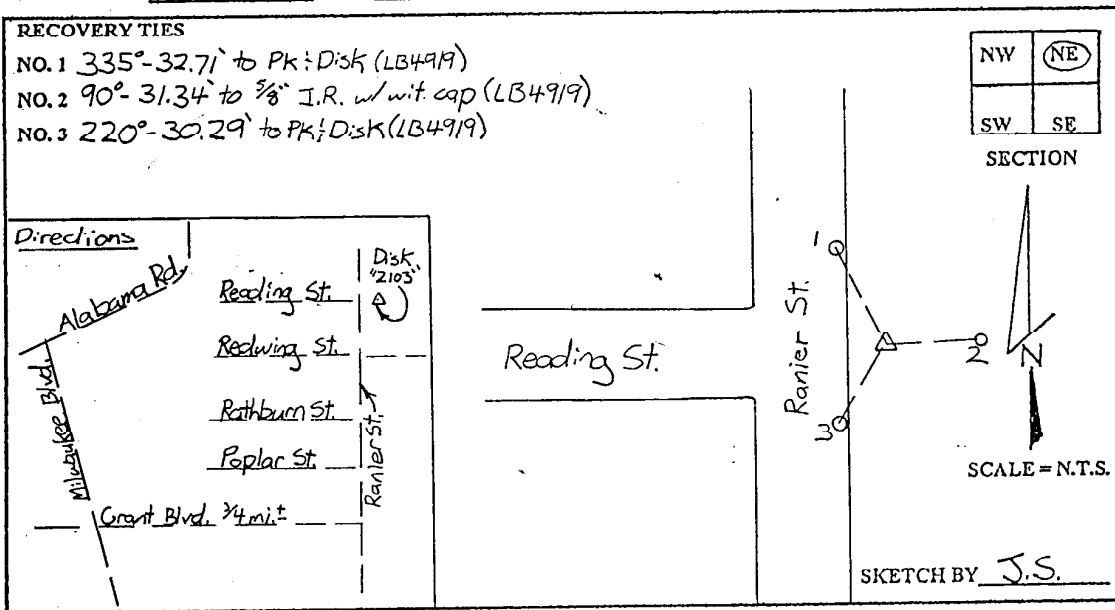 RECOVERY TIES
NO. 1 335°-32.71' to PK & Disk (LB4919)
NO. 2 90°-31.34' to 5/8" I.R. w/ wit. cap (LB4919)
NO. 3 220°-30.29' to PK & Disk (LB4919)
NW NE
SW SE
SECTION
Directions
Alabama Rd.
Disk
"2103"
Reading St.
Redwing St.
Milwaukee Blvd.
Rathburn St.
Poplar St.
Ranier St.
Grant Blvd. 3/4 mi.±
Reading St.
Ranier St.
1
2
3
N
SCALE = N.T.S.
SKETCH BY J.S.